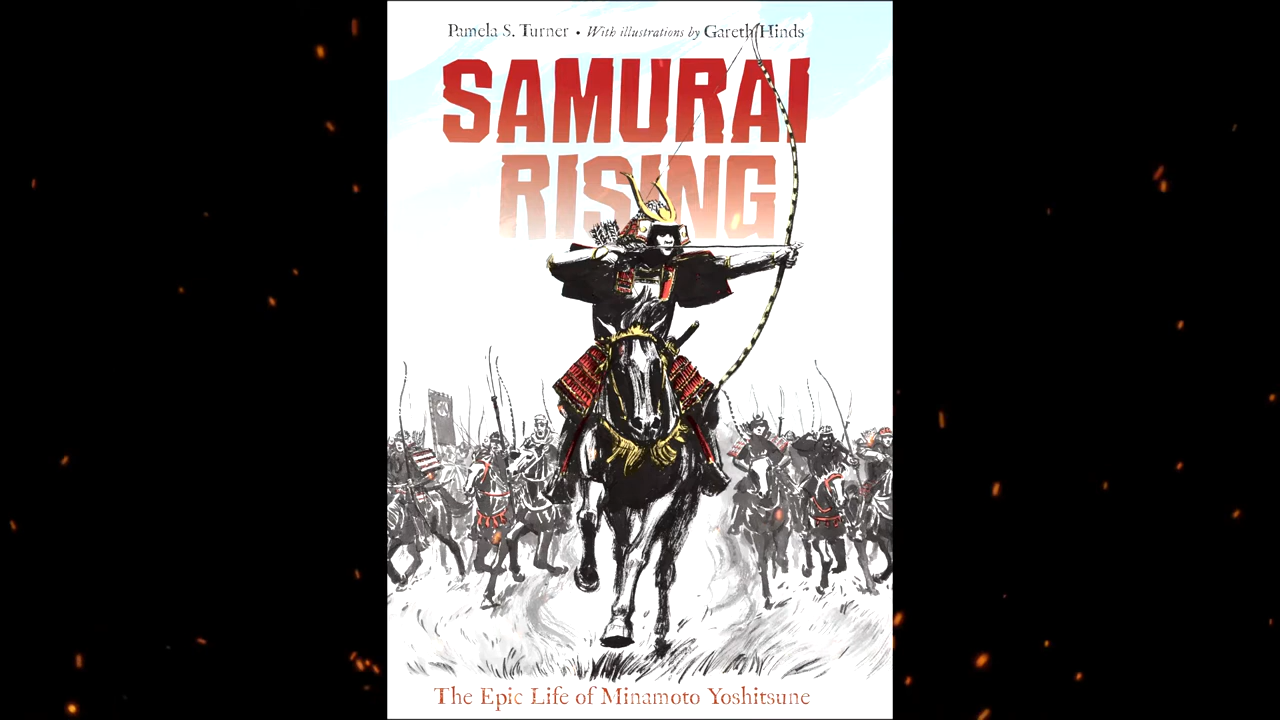 Pamela S. Turner • With illustrations by Gareth Hinds
SAMURAI
RISING
The Epic Life of Minamoto Yoshitsune